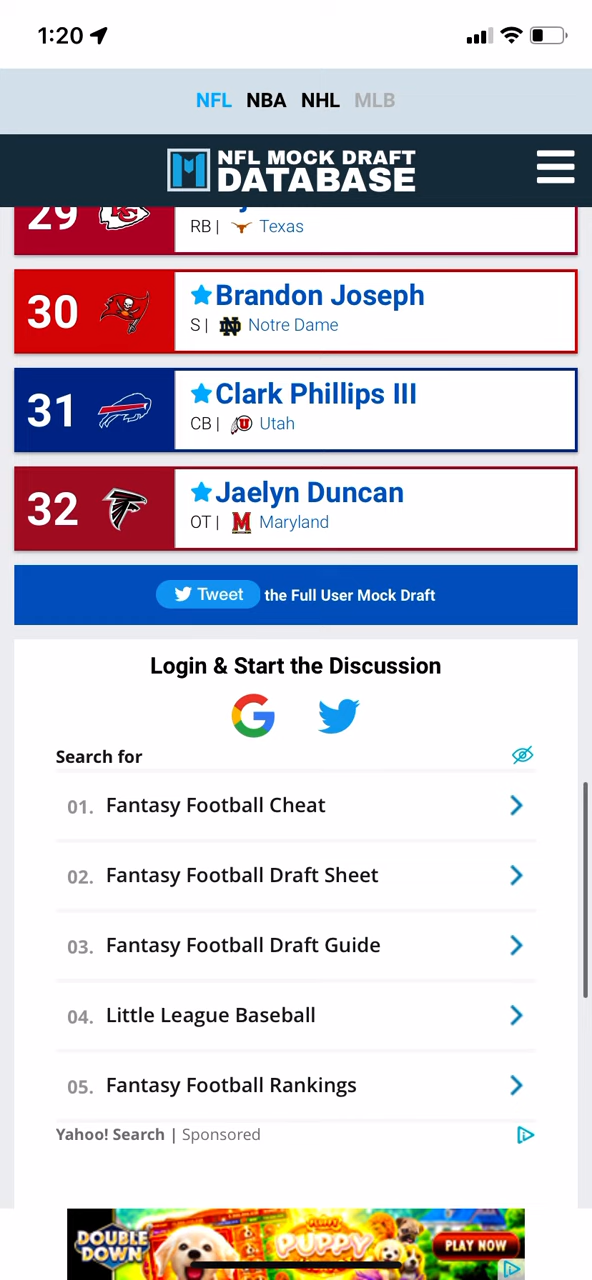 1:20
NFL NBA NHL MLB
NFL MOCK DRAFT
DATABASE
29
RB | Texas
30
Brandon Joseph
S | Notre Dame
31
Clark Phillips III
CB | Utah
32
Jaelyn Duncan
OT | Maryland
Tweet the Full User Mock Draft
Login & Start the Discussion
Search for
01. Fantasy Football Cheat
02. Fantasy Football Draft Sheet
03. Fantasy Football Draft Guide
04. Little League Baseball
05. Fantasy Football Rankings
Yahoo! Search | Sponsored
DOUBLE
DOWN
PUPPY
PLAY NOW